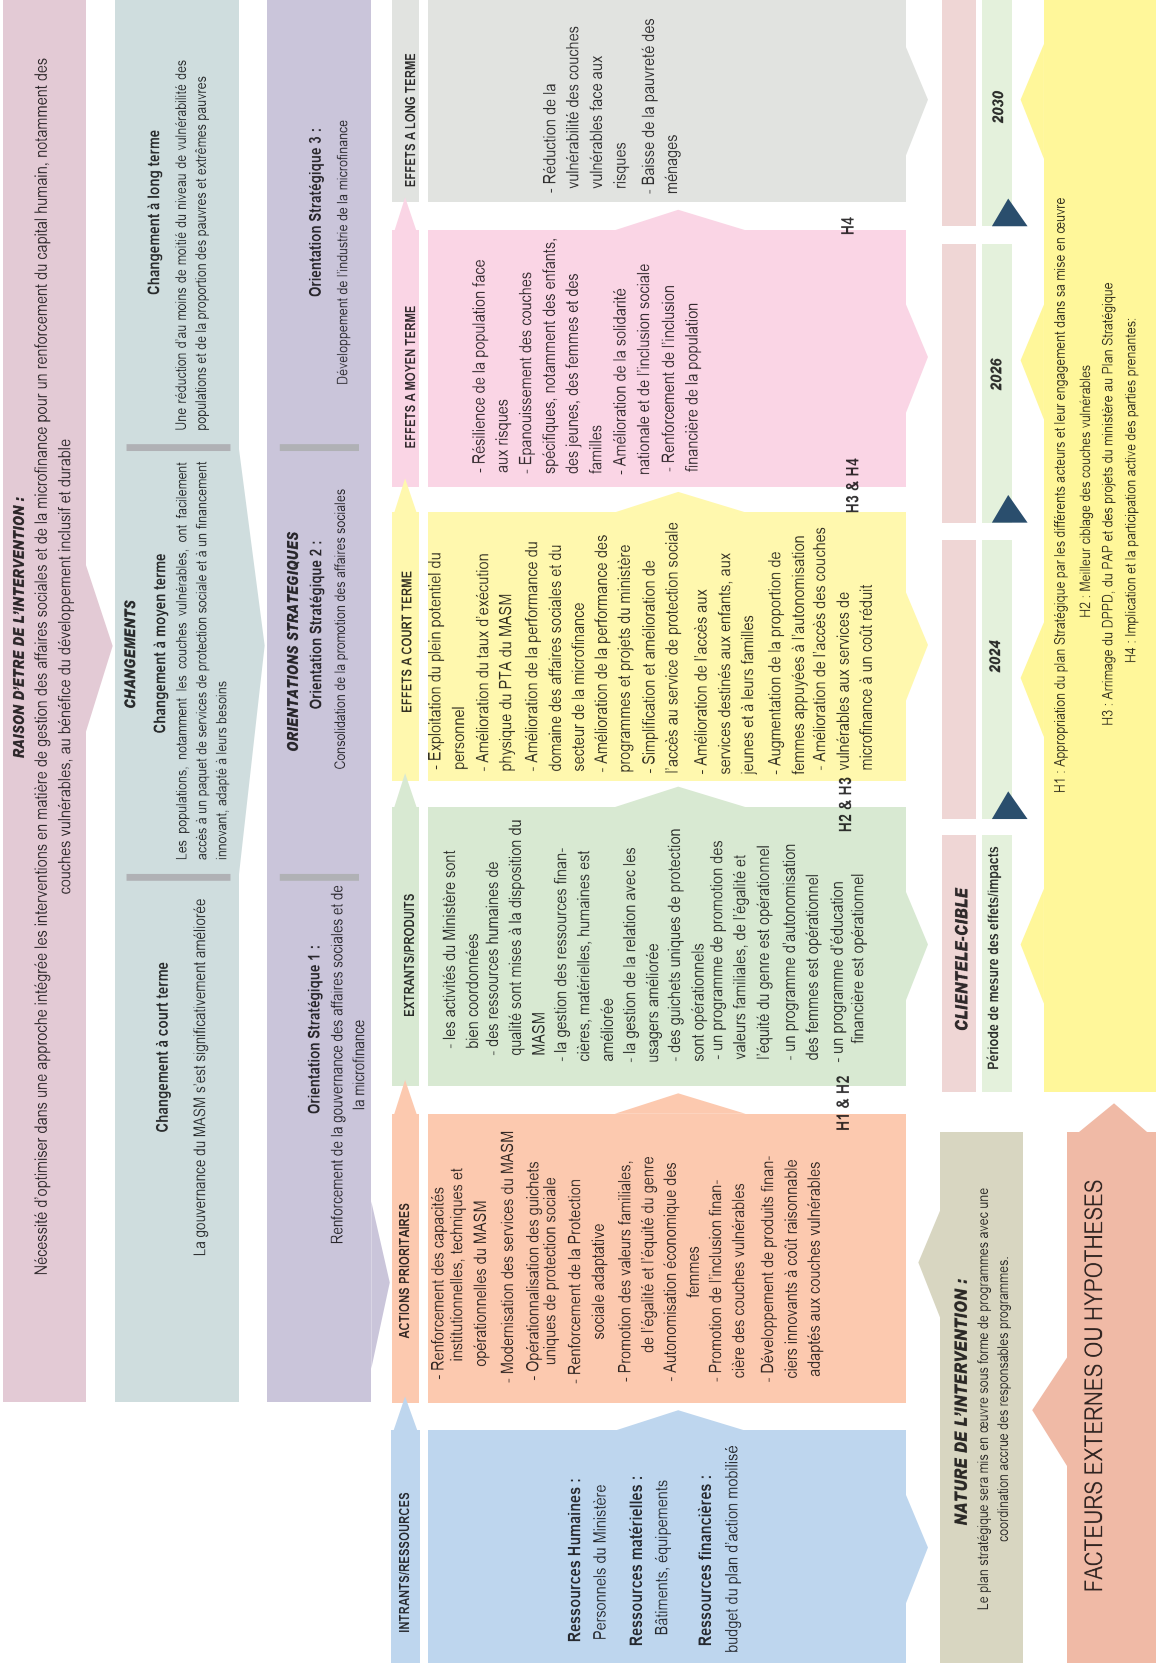 RAISON D'ETRE DE L'INTERVENTION :
Nécessité d'optimiser dans une approche intégrée les interventions en matière de gestion des affaires sociales et de la microfinance pour un renforcement du capital humain, notamment des
couches vulnérables, au bénéfice du développement inclusif et durable
CHANGEMENTS
Changement à court terme
La gouvernance du MASM s'est significativement améliorée
Changement à moyen terme
Les populations, notamment les couches vulnérables, ont facilement
accès à un paquet de services de protection sociale et à un financement
innovant, adapté à leurs besoins
Changement à long terme
Une réduction d'au moins de moitié du niveau de vulnérabilité des
populations et de la proportion des pauvres et extrêmes pauvres
ORIENTATIONS STRATEGIQUES
Orientation Stratégique 1 :
Renforcement de la gouvernance des affaires sociales et de
la microfinance
Orientation Stratégique 2 :
Consolidation de la promotion des affaires sociales
Orientation Stratégique 3 :
Développement de l'industrie de la microfinance
INTRANTS/RESSOURCES
Ressources Humaines :
Personnels du Ministère
Ressources matérielles :
Bâtiments, équipements
Ressources financières :
budget du plan d'action mobilisé
ACTIONS PRIORITAIRES
- Renforcement des capacités
institutionnelles, techniques et
opérationnelles du MASM
- Modernisation des services du MASM
- Opérationnalisation des guichets
uniques de protection sociale
- Renforcement de la Protection
sociale adaptative
- Promotion des valeurs familiales,
de l'égalité et l'équité du genre
- Autonomisation économique des
femmes
- Promotion de l'inclusion finan-
cière des couches vulnérables
- Développement de produits finan-
ciers innovants à coût raisonnable
adaptés aux couches vulnérables
H1 & H2
EXTRANTS/PRODUITS
- les activités du Ministère sont
bien coordonnées
- des ressources humaines de
qualité sont mises à la disposition du
MASM
- la gestion des ressources finan-
cières, matérielles, humaines est
améliorée
- la gestion de la relation avec les
usagers améliorée
- des guichets uniques de protection
sont opérationnels
- un programme de promotion des
valeurs familiales, de l'égalité et
l'équité du genre est opérationnel
- un programme d'autonomisation
des femmes est opérationnel
- un programme d'éducation
financière est opérationnel
H2 & H3
EFFETS A COURT TERME
- Exploitation du plein potentiel du
personnel
- Amélioration du taux d'exécution
physique du PTA du MASM
- Amélioration de la performance du
domaine des affaires sociales et du
secteur de la microfinance
- Amélioration de la performance des
programmes et projets du ministère
- Simplification et amélioration de
l'accès au service de protection sociale
- Amélioration de l'accès aux
services destinés aux enfants, aux
jeunes et à leurs familles
- Augmentation de la proportion de
femmes appuyées à l'autonomisation
- Amélioration de l'accès des couches
vulnérables aux services de
microfinance à un coût réduit
H3 & H4
EFFETS A MOYEN TERME
- Résilience de la population face
aux risques
- Epanouissement des couches
spécifiques, notamment des enfants,
des jeunes, des femmes et des
familles
- Amélioration de la solidarité
nationale et de l'inclusion sociale
- Renforcement de l'inclusion
financière de la population
H4
EFFETS A LONG TERME
- Réduction de la
vulnérabilité des couches
vulnérables face aux
risques
- Baisse de la pauvreté des
ménages
NATURE DE L'INTERVENTION :
Le plan stratégique sera mis en œuvre sous forme de programmes avec une
coordination accrue des responsables programmes.
CLIENTELE-CIBLE
Période de mesure des effets/impacts
2024
2026
2030
FACTEURS EXTERNES OU HYPOTHESES
H1 : Appropriation du plan Stratégique par les différents acteurs et leur engagement dans sa mise en œuvre
H2 : Meilleur ciblage des couches vulnérables
H3 : Arrimage du DPPD, du PAP et des projets du ministère au Plan Stratégique
H4 : Implication et la participation active des parties prenantes: